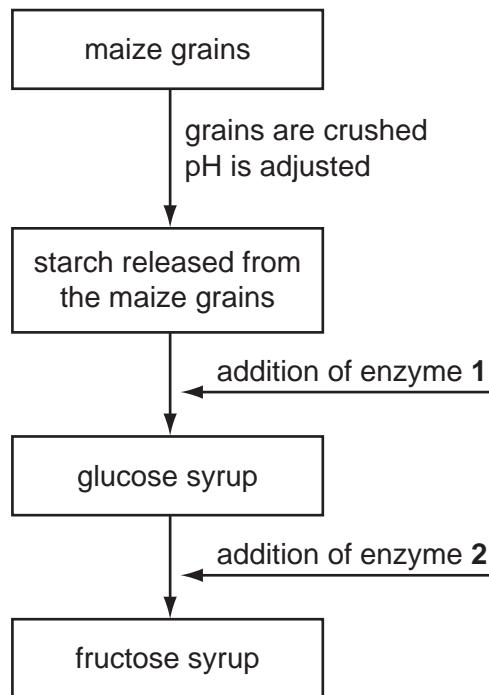 maize grains
grains are crushed
pH is adjusted
starch released from
the maize grains
addition of enzyme 1
glucose syrup
addition of enzyme 2
fructose syrup